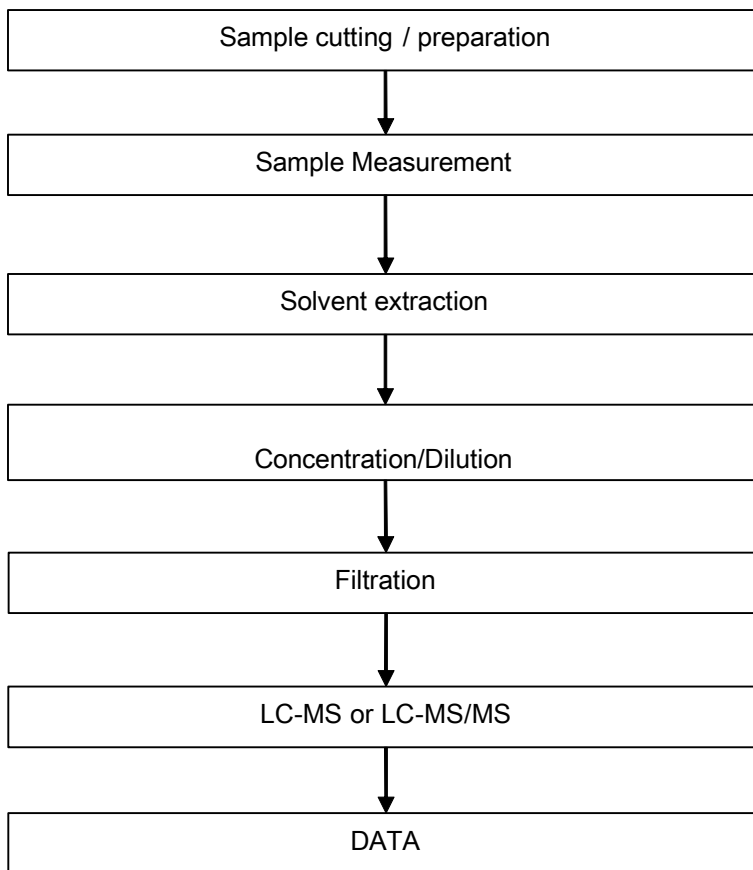 Sample cutting / preparation
Sample Measurement
Solvent extraction
Concentration/Dilution
Filtration
LC-MS or LC-MS/MS
DATA